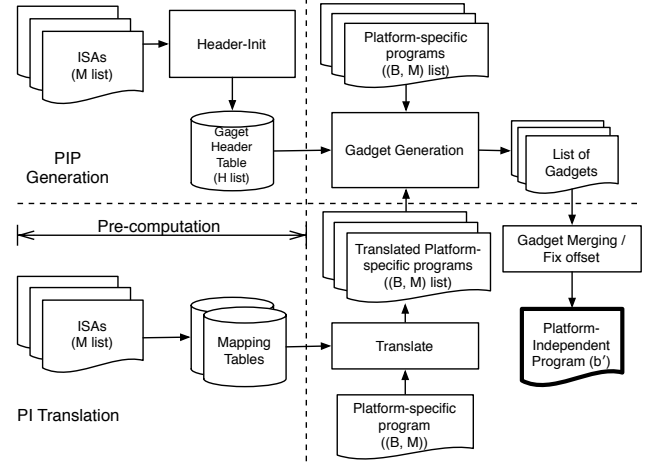 ISAs
(M list)
Header-Init
Platform-specific
programs
((B, M) list)
Gaget
Header
Table
(H list)
Gadget Generation
List of
Gadgets
PIP
Generation
Pre-computation
Translated Platform-
specific programs
((B, M) list)
Gadget Merging /
Fix offset
ISAs
(M list)
Mapping
Tables
Translate
Platform-
Independent
Program (b′)
PI Translation
Platform-specific
program
((B, M))